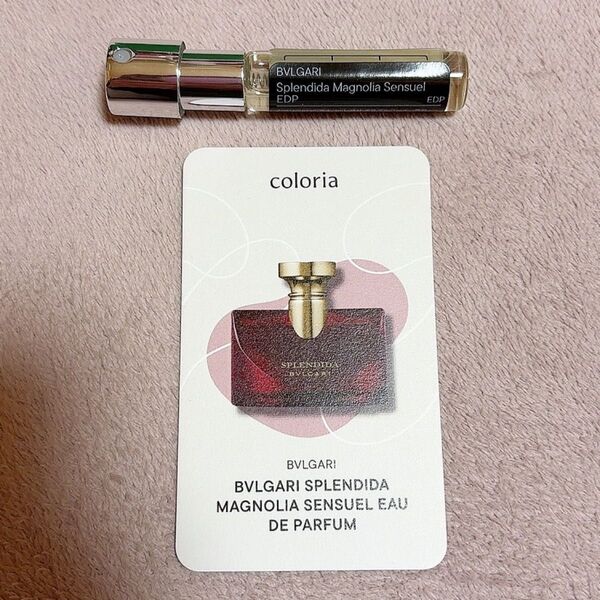 BVLGARI
Splendida Magnolia Sensuel
EDP EDP
coloria
SPLENDIDA
BVLGARI
BVLGARI
BVLGARI SPLENDIDA
MAGNOLIA SENSUEL EAU
DE PARFUM